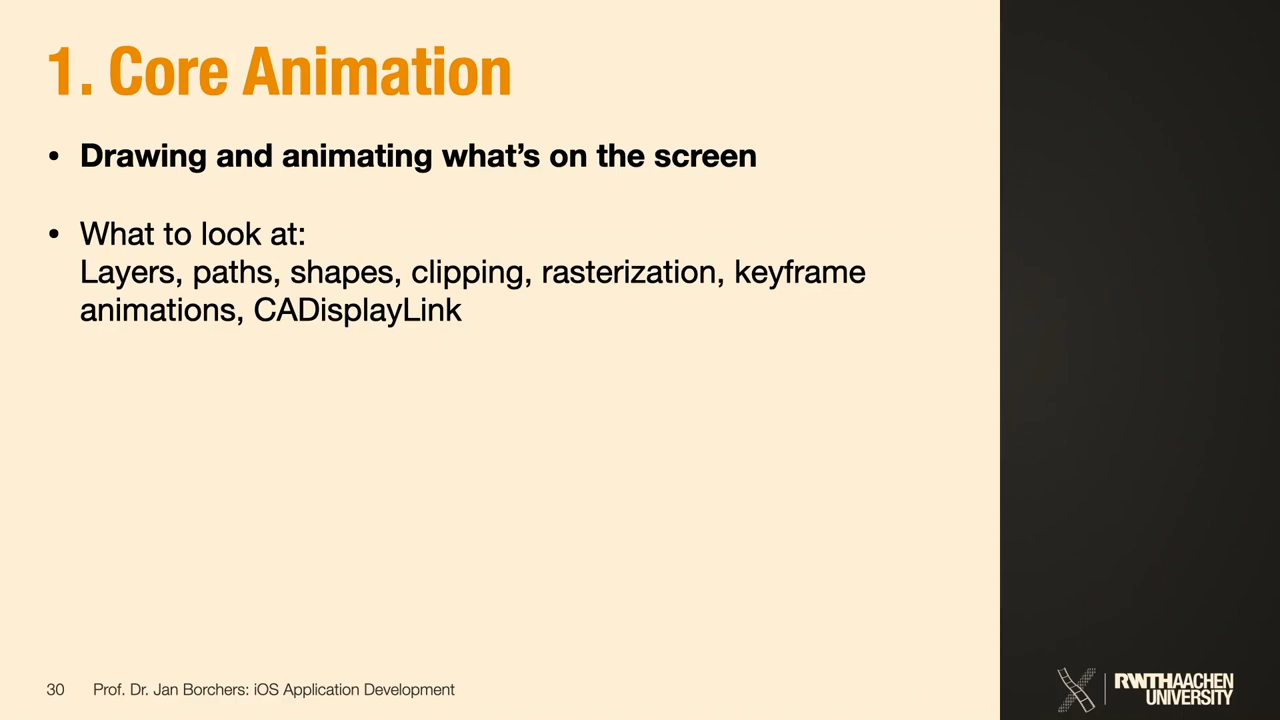 1. Core Animation
• Drawing and animating what’s on the screen
• What to look at:
Layers, paths, shapes, clipping, rasterization, keyframe
animations, CADisplayLink
30 Prof. Dr. Jan Borchers: iOS Application Development
RWTHAACHEN
UNIVERSITY